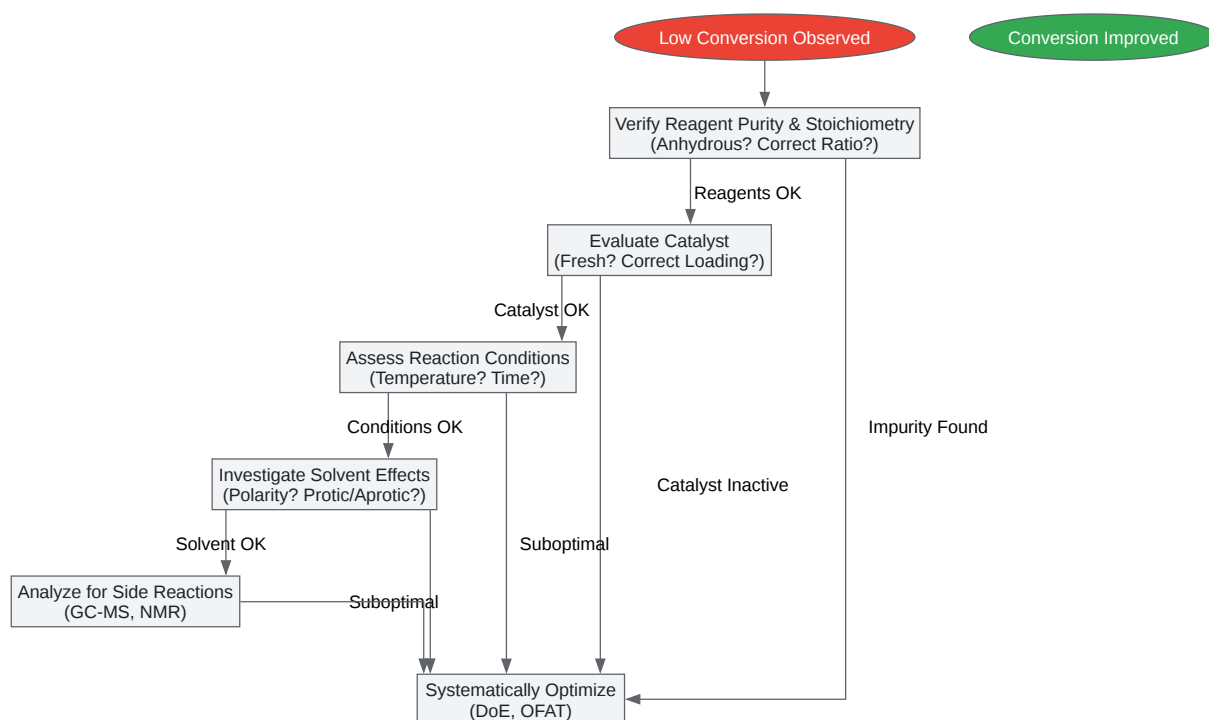 Low Conversion Observed
Conversion Improved
Verify Reagent Purity & Stoichiometry
(Anhydrous? Correct Ratio?)
Reagents OK
Evaluate Catalyst
(Fresh? Correct Loading?)
Catalyst OK
Assess Reaction Conditions
(Temperature? Time?)
Conditions OK
Impurity Found
Investigate Solvent Effects
(Polarity? Protic/Aprotic?)
Catalyst Inactive
Solvent OK
Suboptimal
Analyze for Side Reactions
(GC-MS, NMR)
Suboptimal
Systematically Optimize
(DoE, OFAT)